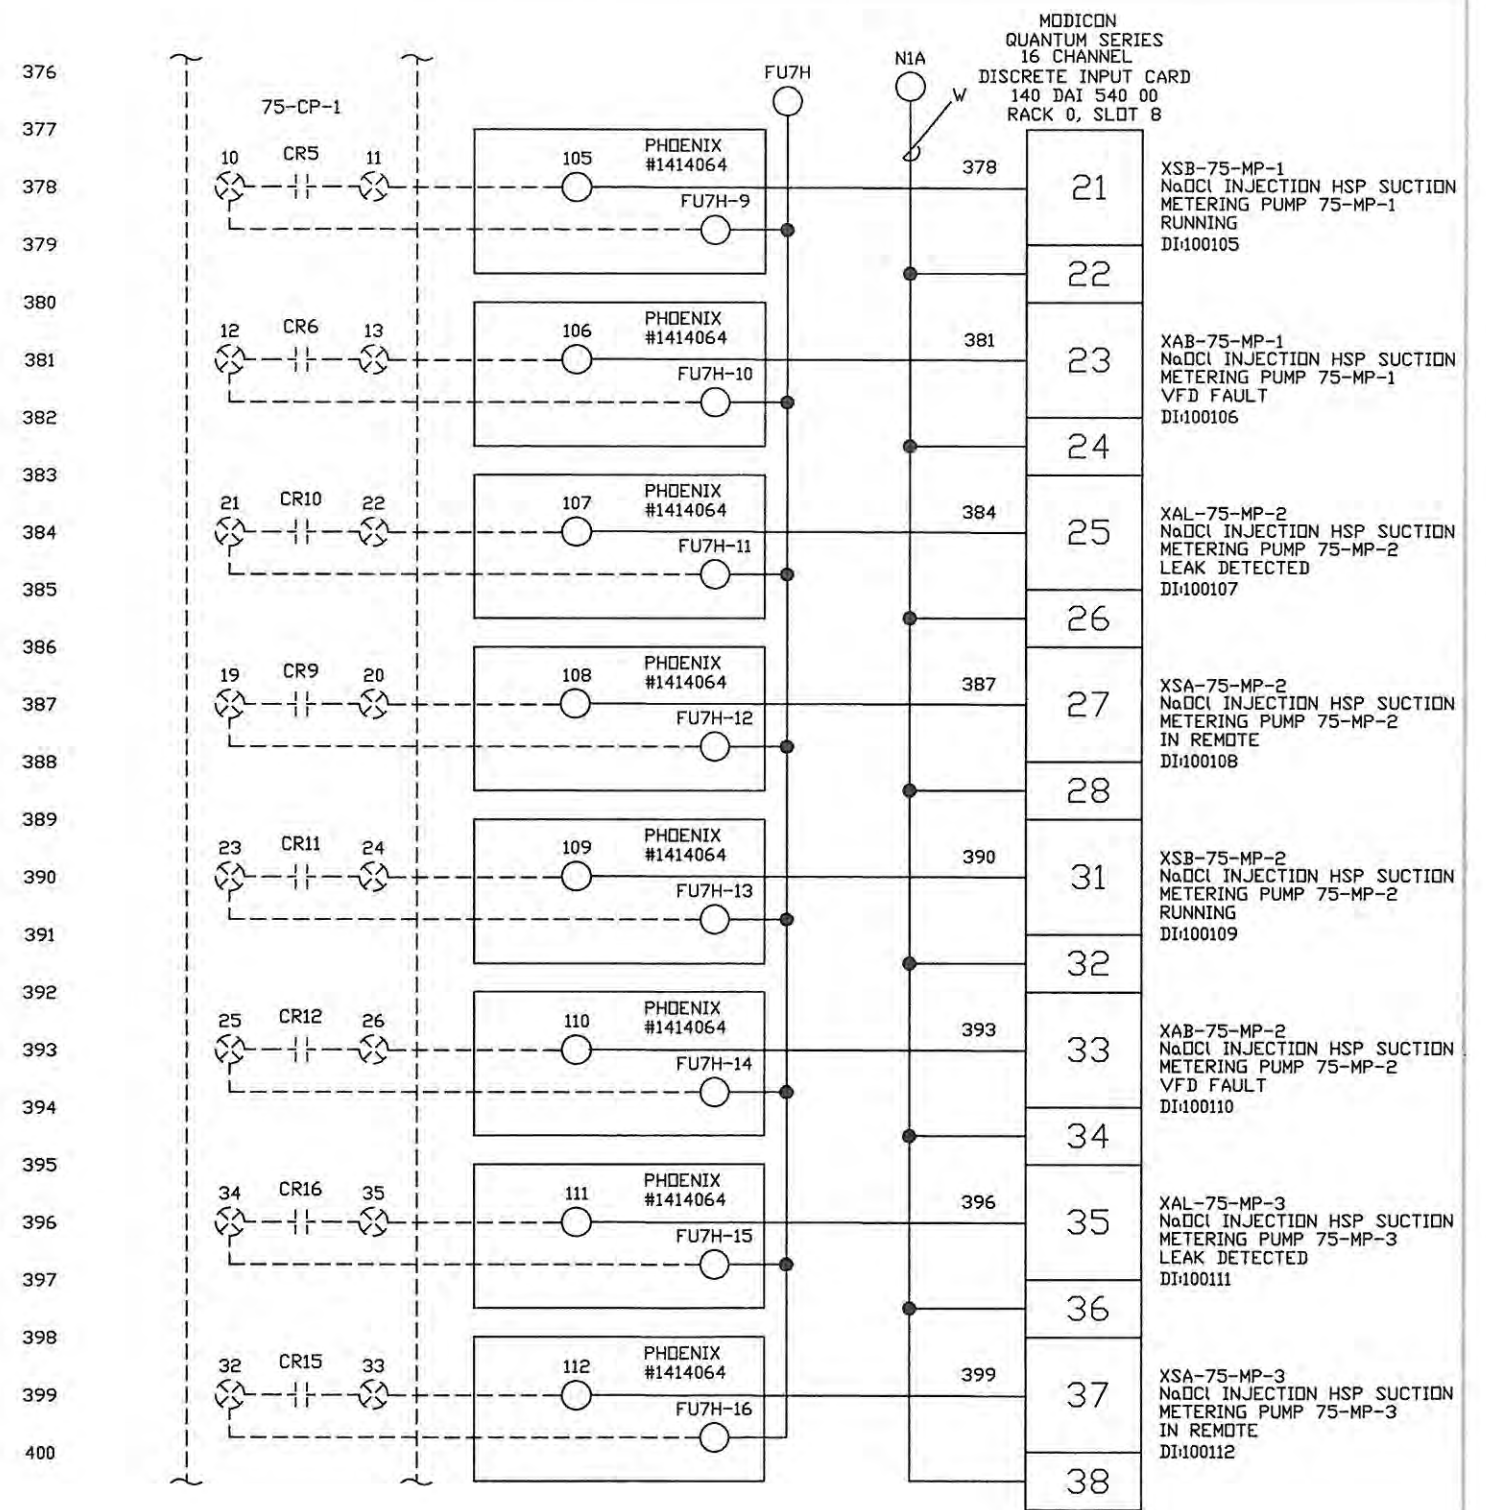 MODICON
QUANTUM SERIES
16 CHANNEL
DISCRETE INPUT CARD
140 DAI 540 00
RACK 0, SLOT 8
376
FU7H
N1A
W
75-CP-1
377
10 CR5 11
105
PHOENIX
#1414064
378
378
21
XSB-75-MP-1
NaOCl INJECTION HSP SUCTION
METERING PUMP 75-MP-1
RUNNING
DI:100105
FU7H-9
379
22
380
12 CR6 13
106
PHOENIX
#1414064
381
381
23
XAB-75-MP-1
NaOCl INJECTION HSP SUCTION
METERING PUMP 75-MP-1
VFD FAULT
DI:100106
FU7H-10
382
24
383
21 CR10 22
107
PHOENIX
#1414064
384
384
25
XAL-75-MP-2
NaOCl INJECTION HSP SUCTION
METERING PUMP 75-MP-2
LEAK DETECTED
DI:100107
FU7H-11
385
26
386
19 CR9 20
108
PHOENIX
#1414064
387
387
27
XSA-75-MP-2
NaOCl INJECTION HSP SUCTION
METERING PUMP 75-MP-2
IN REMOTE
DI:100108
FU7H-12
388
28
389
23 CR11 24
109
PHOENIX
#1414064
390
390
31
XSB-75-MP-2
NaOCl INJECTION HSP SUCTION
METERING PUMP 75-MP-2
RUNNING
DI:100109
FU7H-13
391
32
392
25 CR12 26
110
PHOENIX
#1414064
393
393
33
XAB-75-MP-2
NaOCl INJECTION HSP SUCTION
METERING PUMP 75-MP-2
VFD FAULT
DI:100110
FU7H-14
394
34
395
34 CR16 35
111
PHOENIX
#1414064
396
396
35
XAL-75-MP-3
NaOCl INJECTION HSP SUCTION
METERING PUMP 75-MP-3
LEAK DETECTED
DI:100111
FU7H-15
397
36
398
32 CR15 33
112
PHOENIX
#1414064
399
399
37
XSA-75-MP-3
NaOCl INJECTION HSP SUCTION
METERING PUMP 75-MP-3
IN REMOTE
DI:100112
FU7H-16
400
38